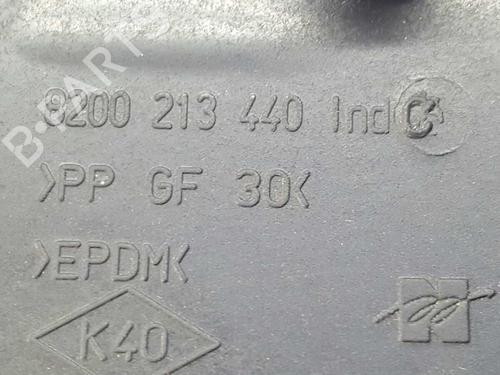 B-PARTS
8200 213 440 Ind C
>PP GF 30<
>EPDM<
K40